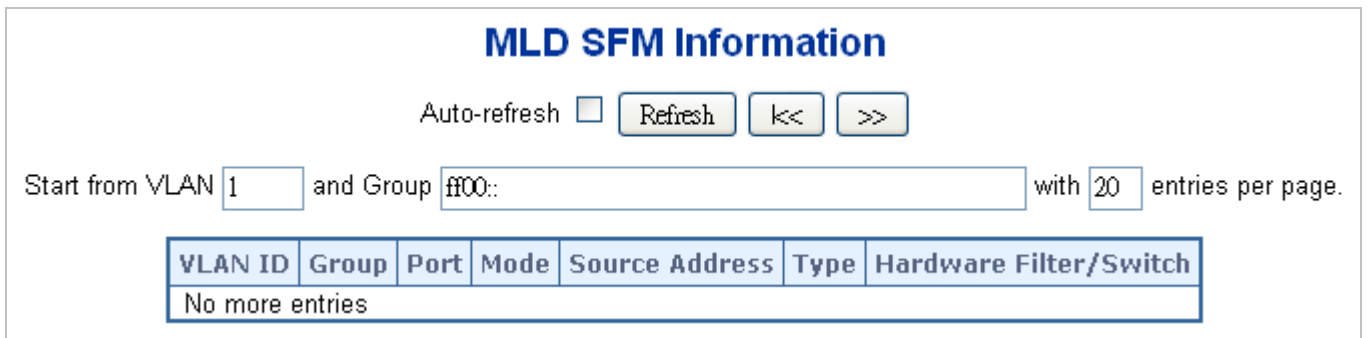 MLD SFM Information
Auto-refresh Refresh |<< >>
Start from VLAN 1 and Group ff00:: with 20 entries per page.
VLAN ID Group Port Mode Source Address Type Hardware Filter/Switch
No more entries